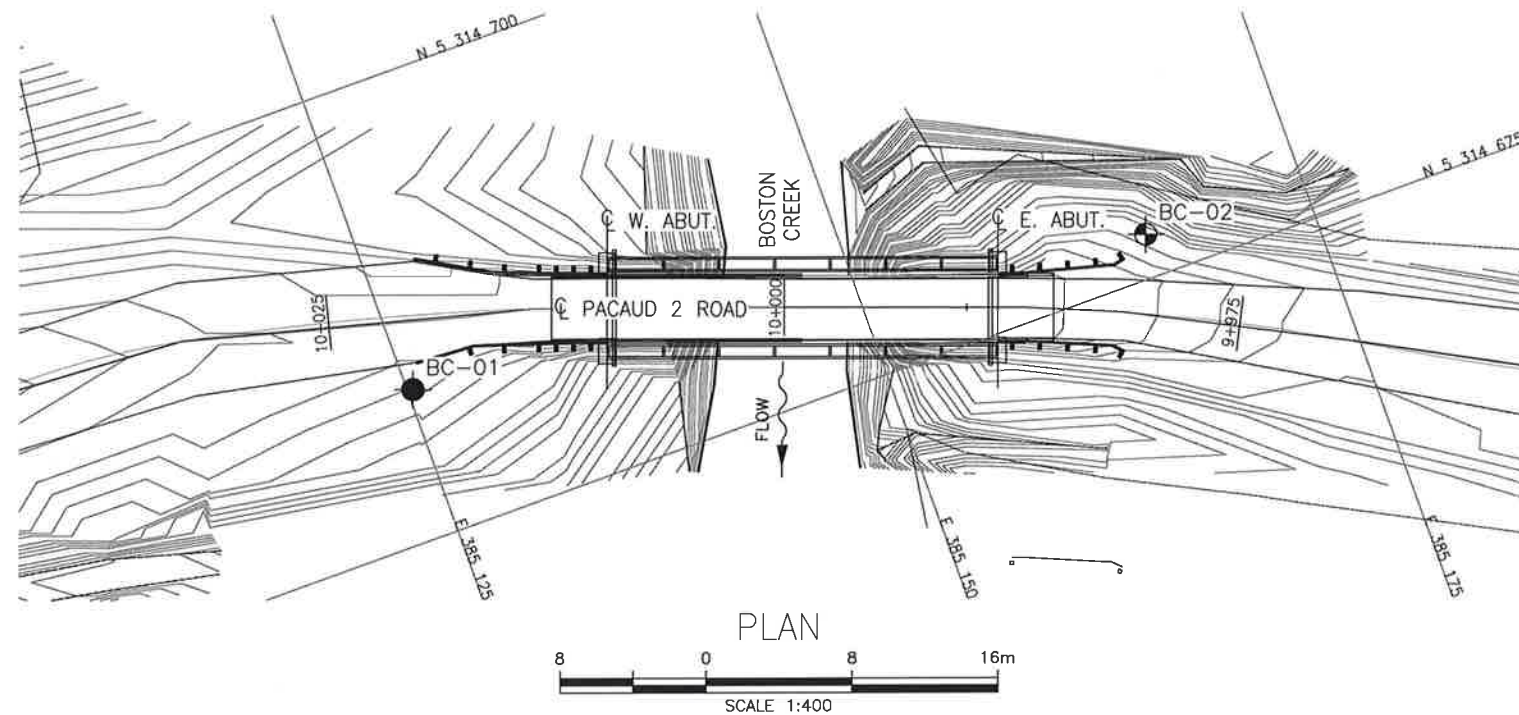 N 5 314 700
N 5 314 675
℄ W. ABUT.
BOSTON
CREEK
℄ E. ABUT.
BC-02
10+025
℄ PACAUD 2 ROAD
10+000
9+975
BC-01
FLOW
E 385 125
E 385 150
E 385 175
PLAN
8 0 8 16m
SCALE 1:400